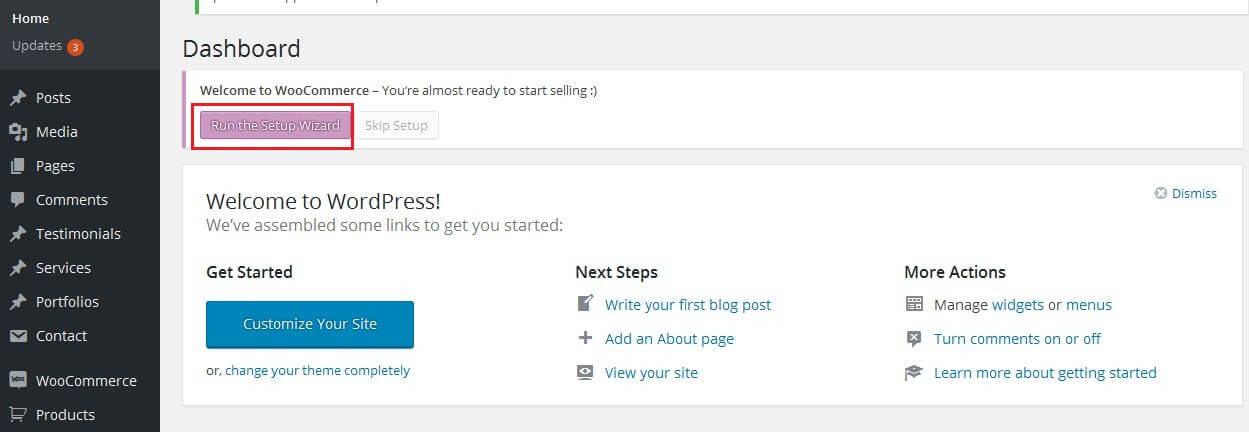 Home
Updates 3
Posts
Media
Pages
Comments
Testimonials
Services
Portfolios
Contact
Woo WooCommerce
Products
Dashboard
Welcome to WooCommerce – You're almost ready to start selling :)
Run the Setup Wizard Skip Setup
Welcome to WordPress!
Dismiss
We've assembled some links to get you started:
Get Started
Customize Your Site
or, change your theme completely
Next Steps
Write your first blog post
Add an About page
View your site
More Actions
Manage widgets or menus
Turn comments on or off
Learn more about getting started